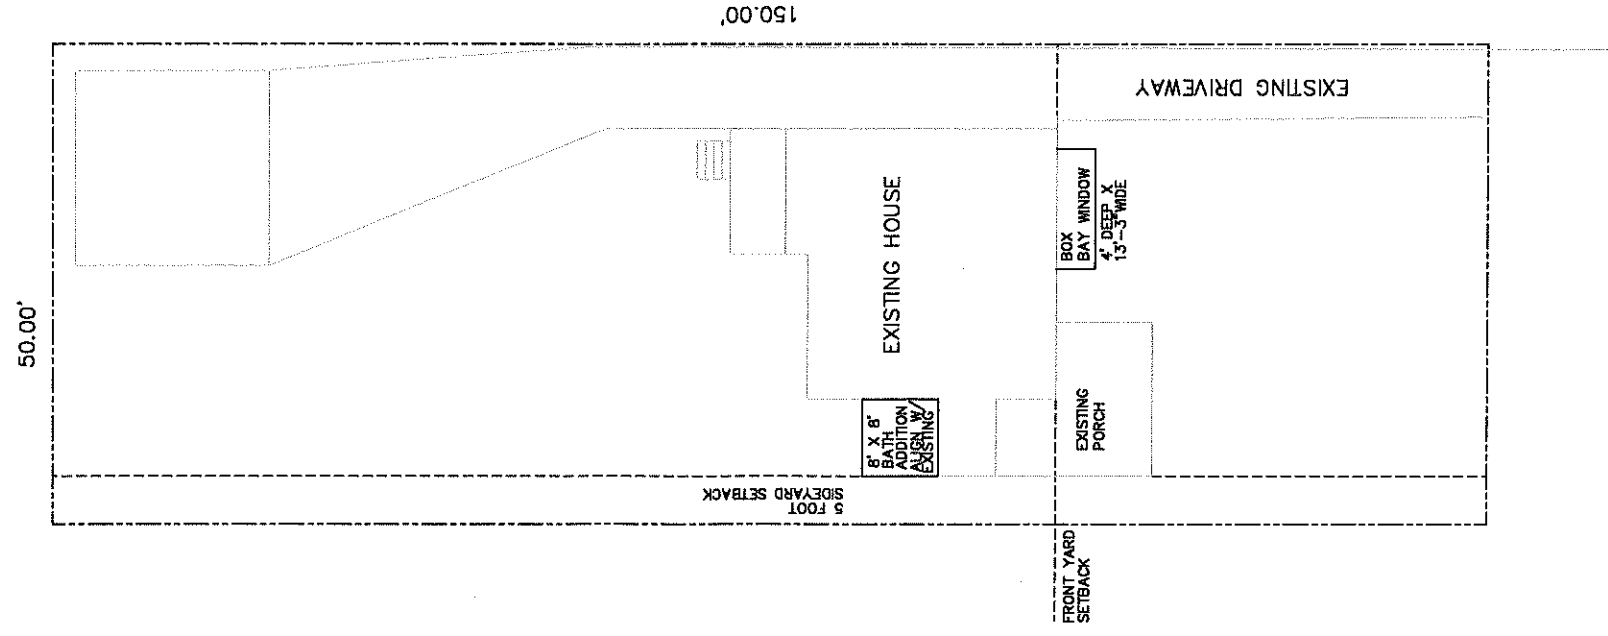 150.00'
EXISTING DRIVEWAY
50.00'
EXISTING HOUSE
BOX
BAY WINDOW
4' DEEP X
13'-3" WIDE
8' X 8'
BATH
ADDITION
ALIGN W/
EXISTING
EXISTING
PORCH
5 FOOT
SIDEYARD SETBACK
FRONT YARD
SETBACK